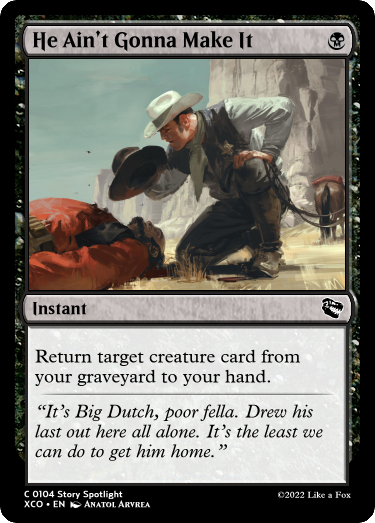 He Ain't Gonna Make It
Instant
Return target creature card from
your graveyard to your hand.
“It's Big Dutch, poor fella. Drew his
last out here all alone. It's the least we
can do to get him home.”
C 0104 Story Spotlight
XCO • EN Anatol Arvrea
©2022 Like a Fox